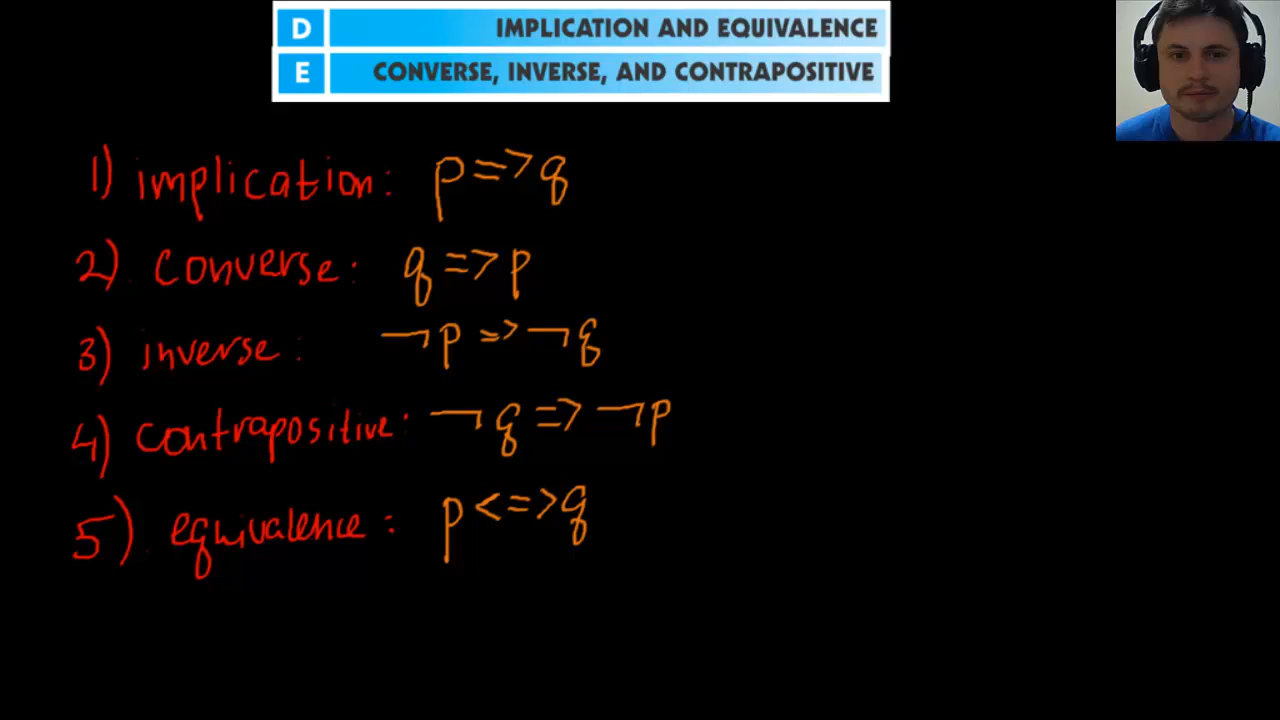 D IMPLICATION AND EQUIVALENCE
E CONVERSE, INVERSE, AND CONTRAPOSITIVE
1) implication: p => q
2) converse: q => p
3) inverse: ¬p => ¬q
4) contrapositive: ¬q => ¬p
5) equivalence: p <=> q